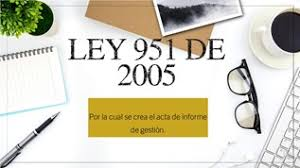 LEY 951 DE
2005
Por la cual se crea el acta de informe
de gestión.